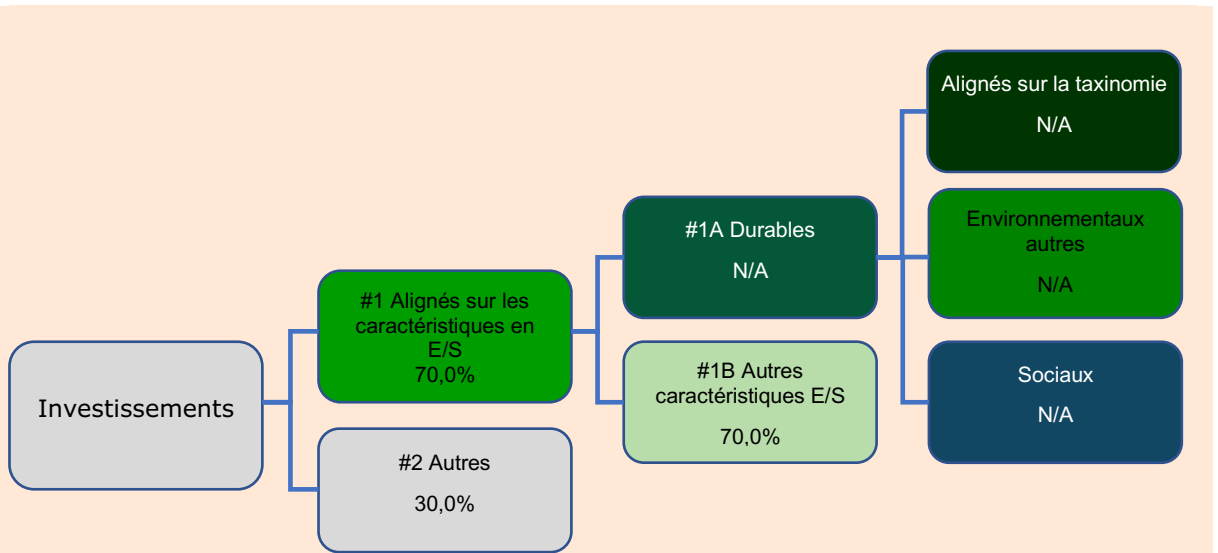 Investissements
#1 Alignés sur les
caractéristiques en
E/S
70,0%
#2 Autres
30,0%
#1A Durables
N/A
#1B Autres
caractéristiques E/S
70,0%
Alignés sur la taxinomie
N/A
Environnementaux
autres
N/A
Sociaux
N/A